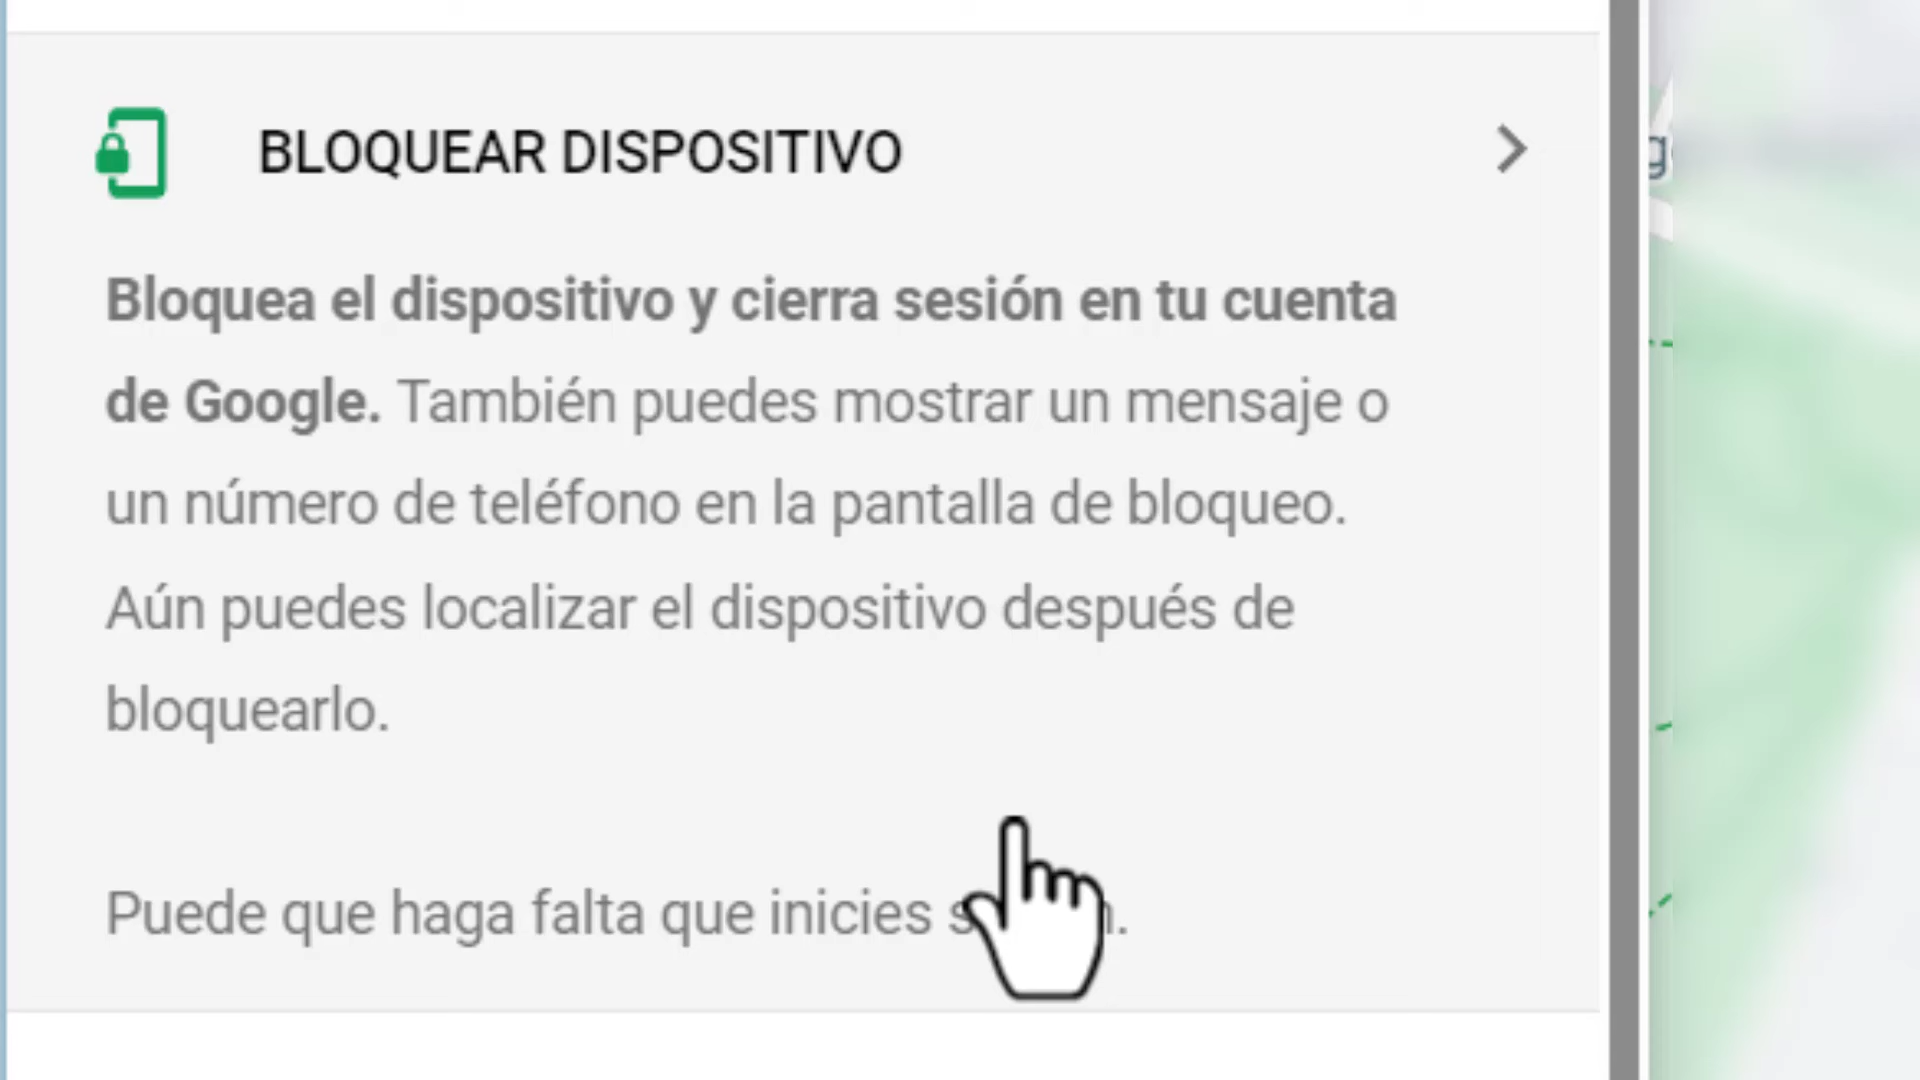 BLOQUEAR DISPOSITIVO
Bloquea el dispositivo y cierra sesión en tu cuenta
de Google. También puedes mostrar un mensaje o
un número de teléfono en la pantalla de bloqueo.
Aún puedes localizar el dispositivo después de
bloquearlo.
Puede que haga falta que inicies